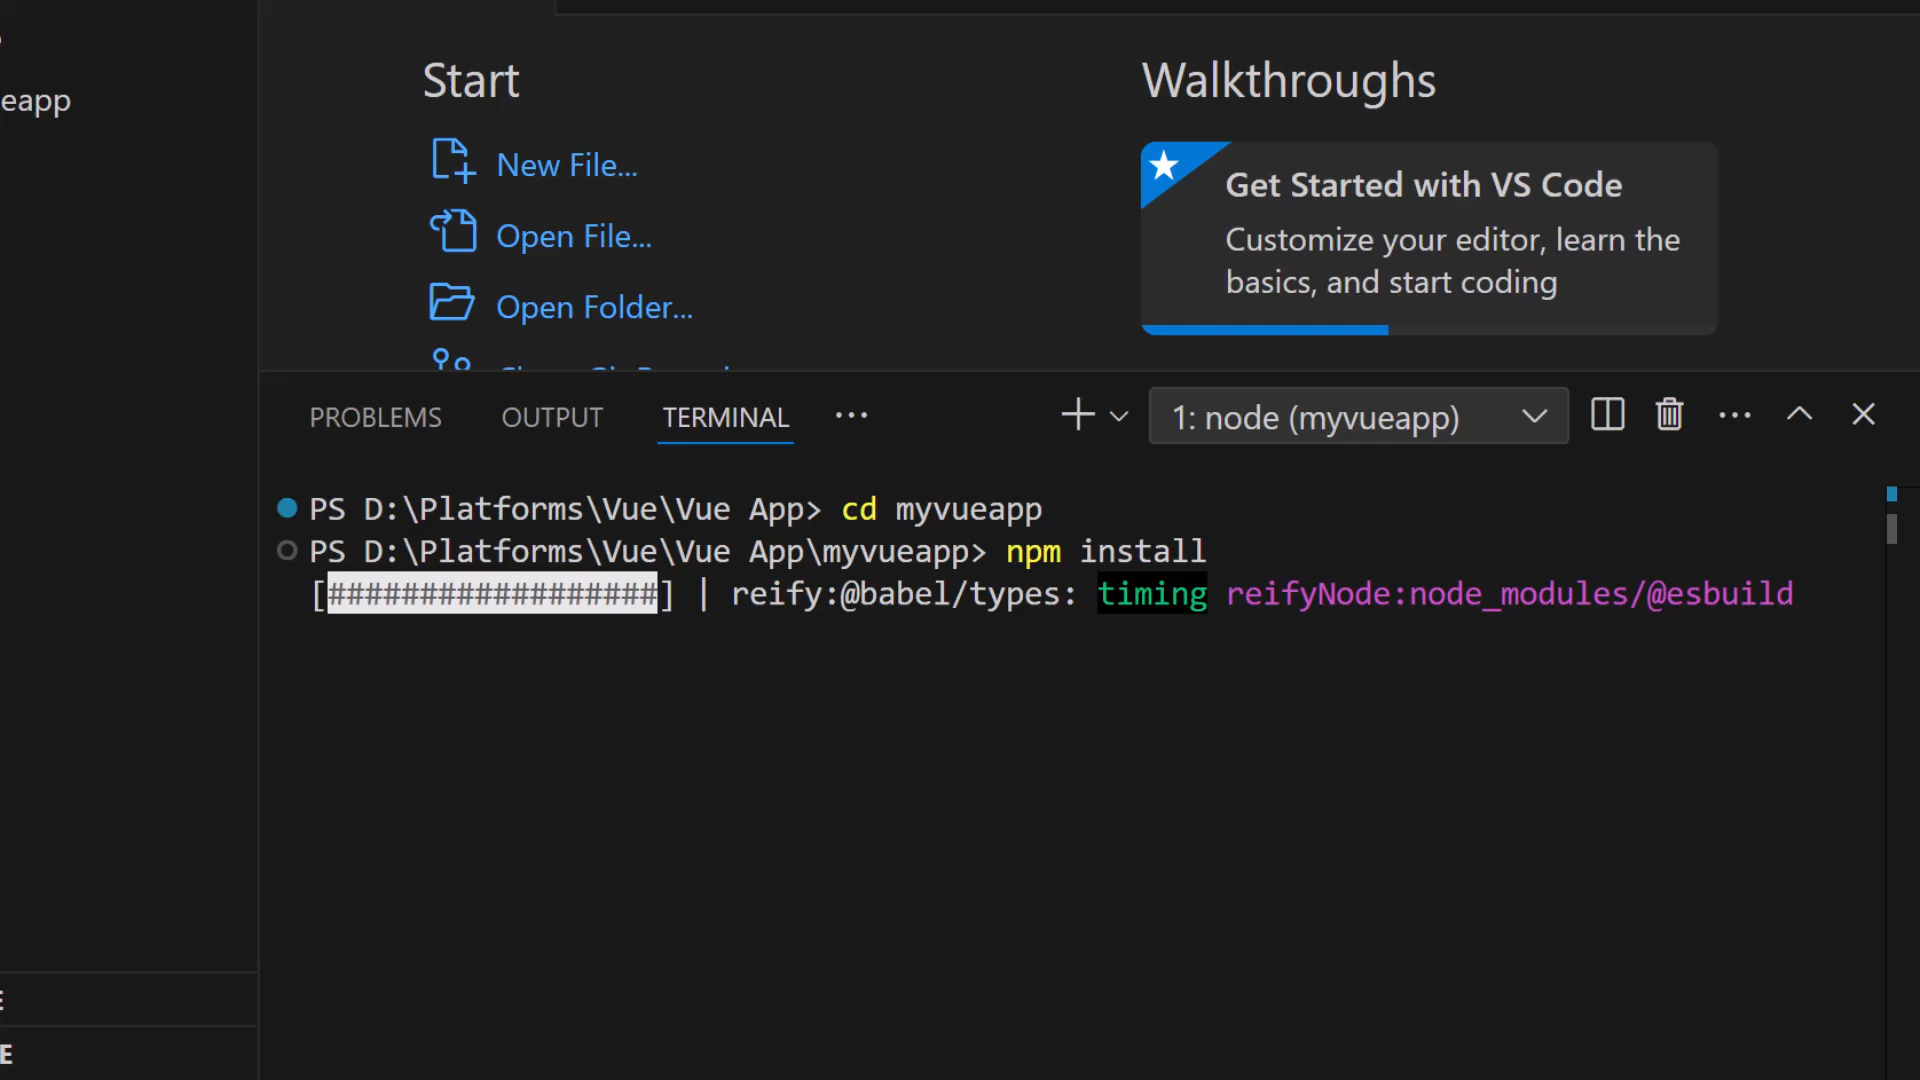 eapp
Start
New File...
Open File...
Open Folder...
Walkthroughs
Get Started with VS Code
Customize your editor, learn the
basics, and start coding
PROBLEMS OUTPUT TERMINAL ... 1: node (myvueapp) ...
PS D:\Platforms\Vue\Vue App> cd myvueapp
PS D:\Platforms\Vue\Vue App\myvueapp> npm install
[##################] | reify:@babel/types: timing reifyNode:node_modules/@esbuild
E